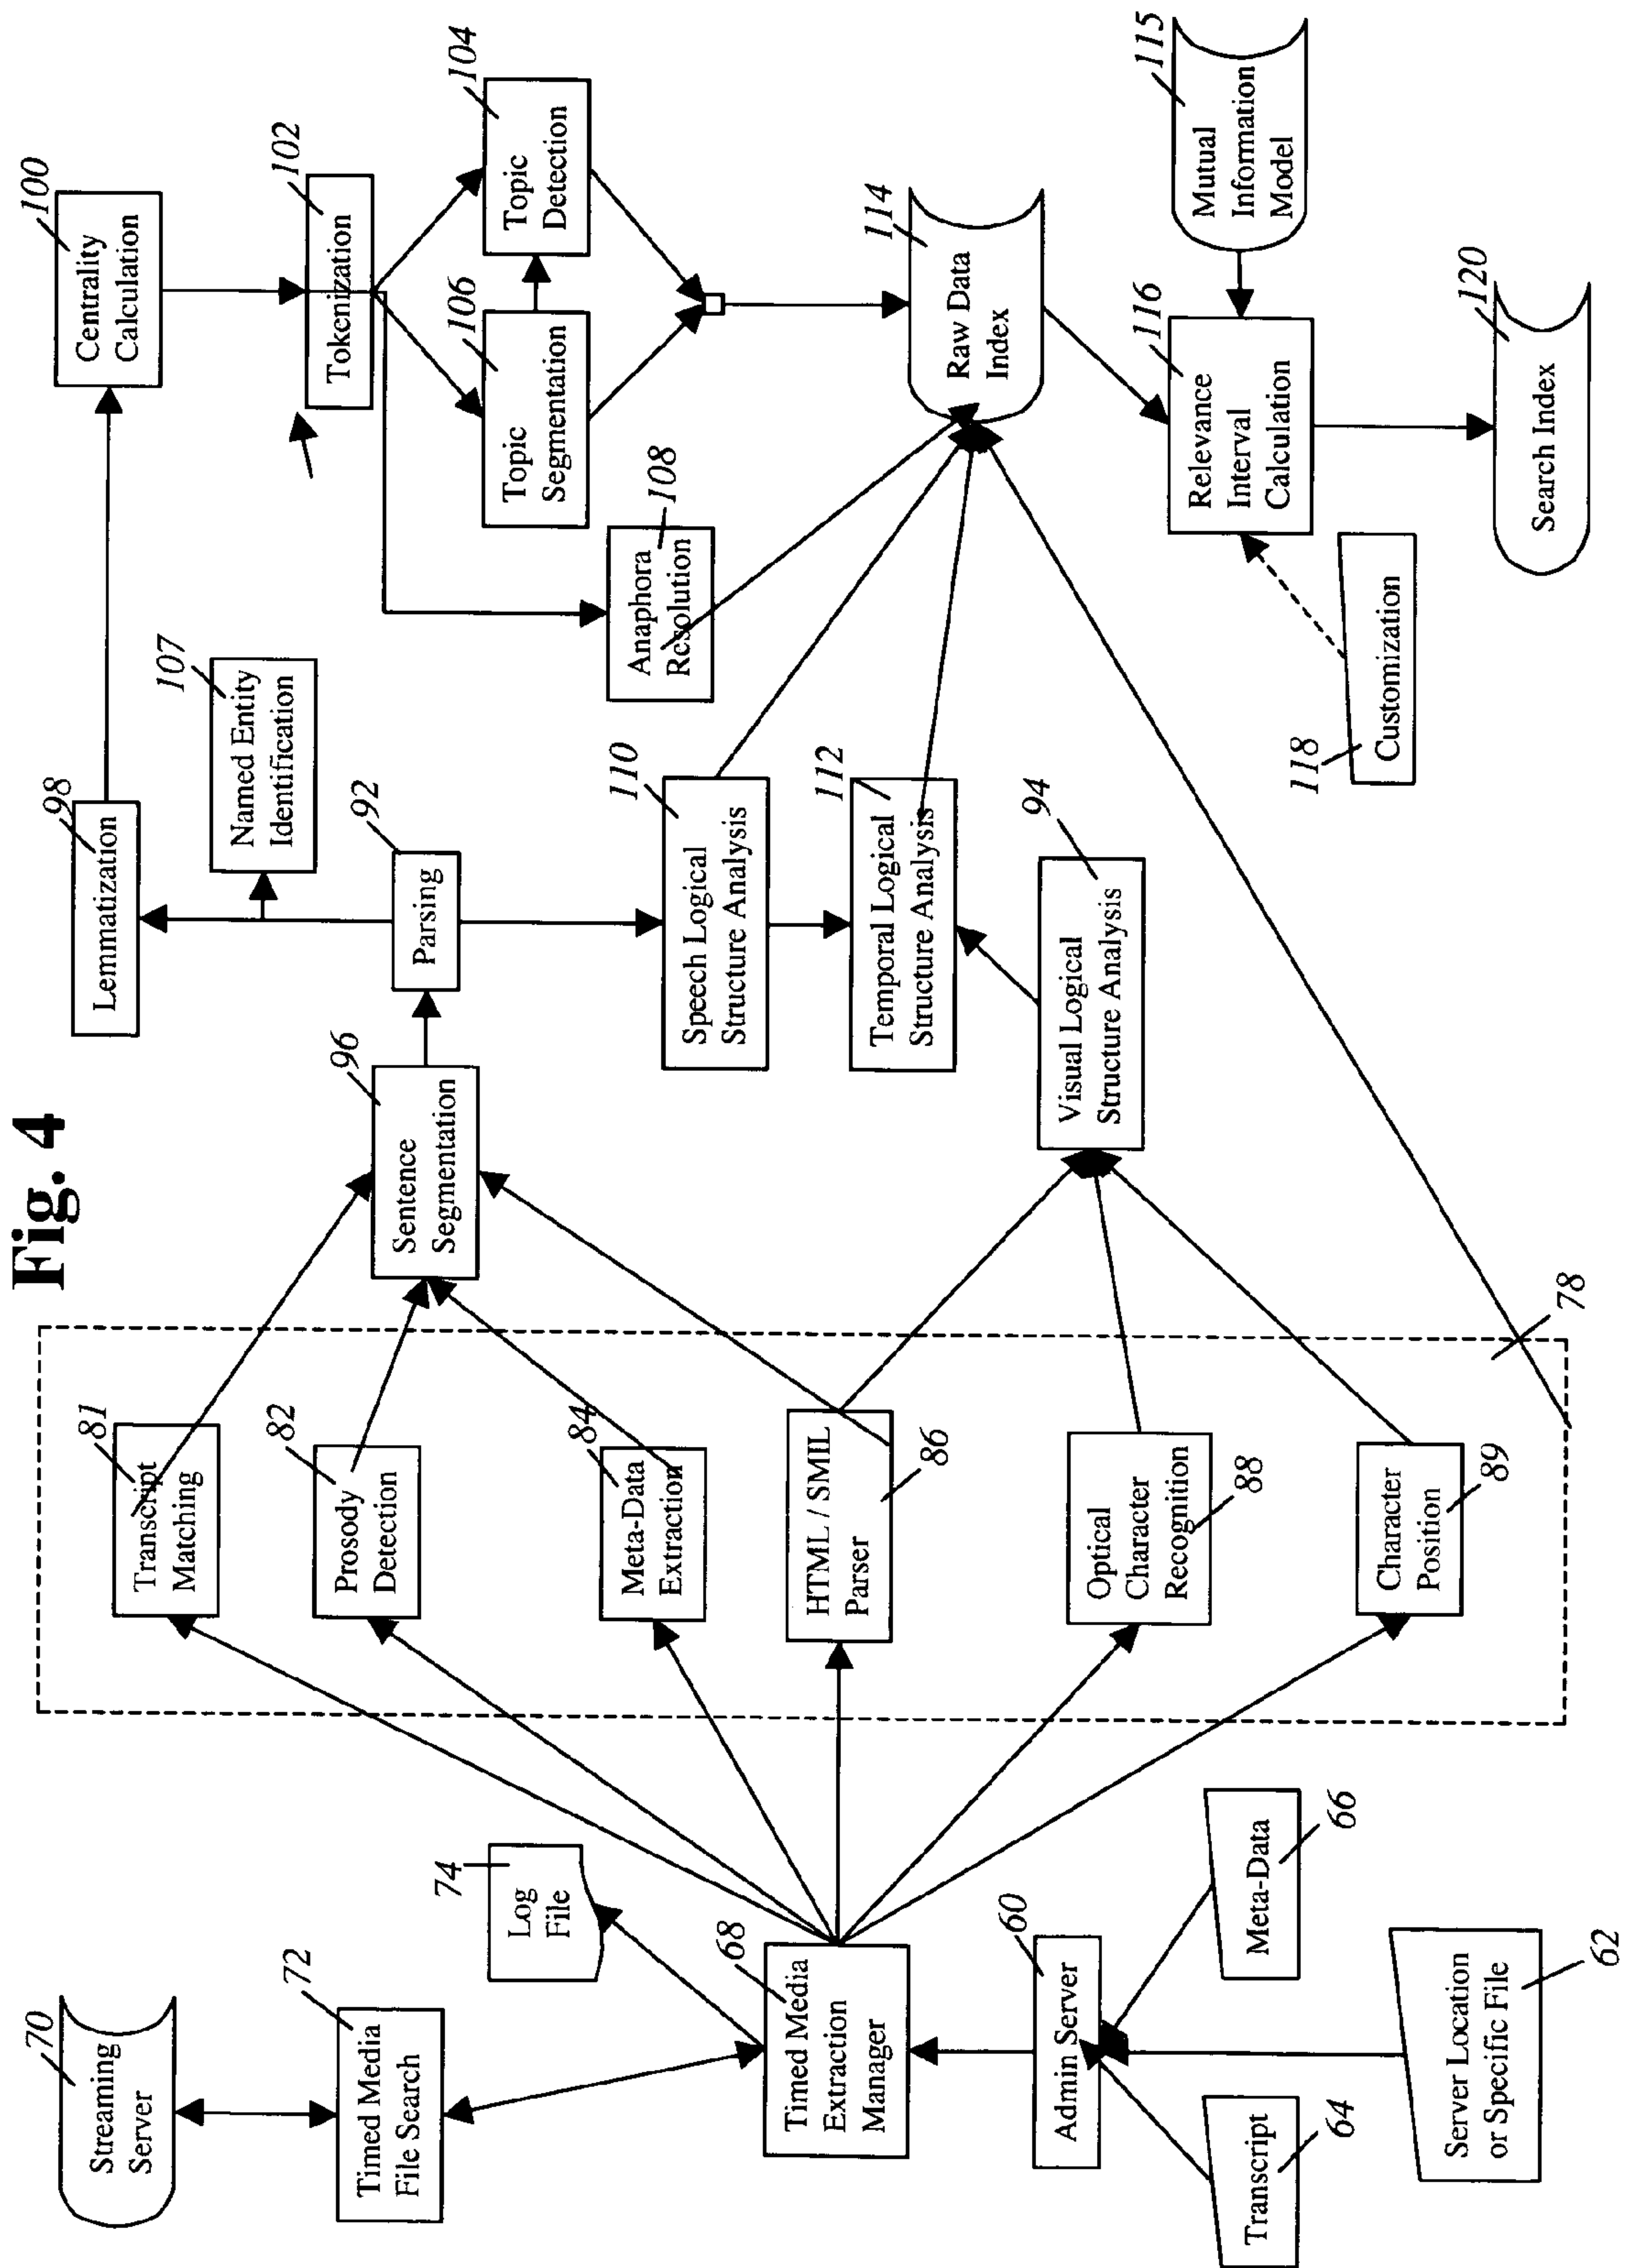 Fig. 4
70
Streaming
Server
72
Timed Media
File Search
74
Log
File
68
Timed Media
Extraction
Manager
60
Admin Server
Transcript
64
Meta-Data
66
Server Location
or Specific File
62
81
Transcript
Matching
82
Prosody
Detection
84
Meta-Data
Extraction
HTML / SMIL
Parser
86
Optical
Character
Recognition
88
Character
Position
89
78
96
Sentence
Segmentation
92
Parsing
98
Lemmatization
107
Named Entity
Identification
110
Speech Logical
Structure Analysis
112
Temporal Logical
Structure Analysis
94
Visual Logical
Structure Analysis
100
Centrality
Calculation
102
Tokenization
104
Topic
Detection
106
Topic
Segmentation
108
Anaphora
Resolution
114
Raw Data
Index
115
Mutual
Information
Model
116
Relevance
Interval
Calculation
118
Customization
120
Search Index